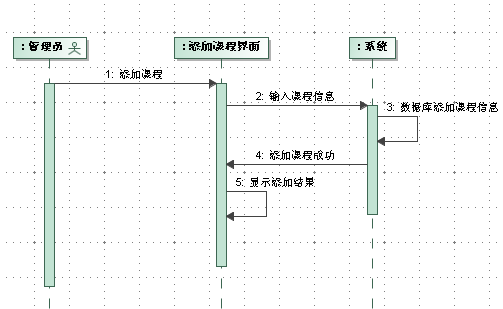 : 管理员
: 添加课程界面
: 系统
1: 添加课程
2: 输入课程信息
3: 数据库添加课程信息
4: 添加课程成功
5: 显示添加结果